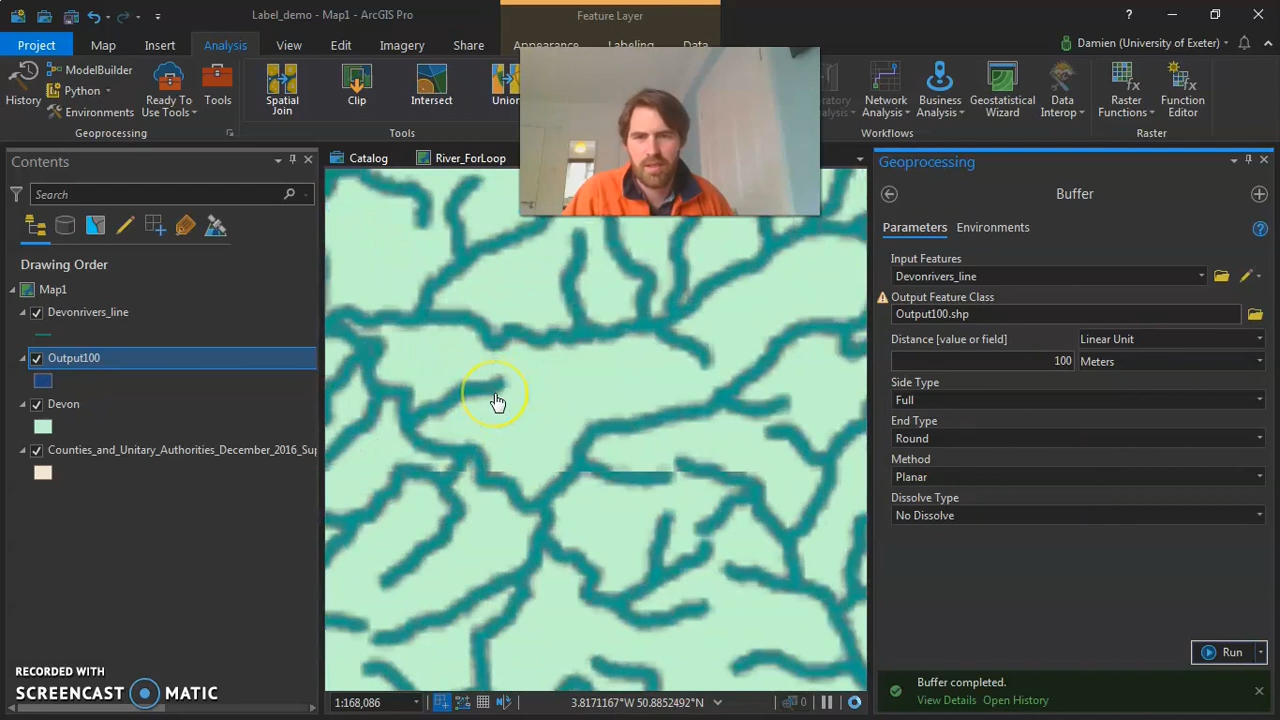 Label_demo - Map1 - ArcGIS Pro
Feature Layer
Project
Map
Insert
Analysis
View
Edit
Imagery
Share
Appearance
Labeling
Data
Damien (University of Exeter)
History
ModelBuilder
Python
Environments
Ready To
Use Tools
Tools
Spatial
Join
Clip
Intersect
Union
Network
Analysis
Business
Analysis
Geostatistical
Wizard
Data
Interop
Raster
Functions
Function
Editor
Geoprocessing
Tools
Workflows
Raster
Contents
Search
Drawing Order
Map1
Devonrivers_line
Output100
Devon
Counties_and_Unitary_Authorities_December_2016_Sup
Catalog
River_ForLoop
1:168,086
3.8171167°W 50.8852492°N
0
Geoprocessing
Buffer
Parameters
Environments
Input Features
Devonrivers_line
Output Feature Class
Output100.shp
Distance [value or field]
Linear Unit
100
Meters
Side Type
Full
End Type
Round
Method
Planar
Dissolve Type
No Dissolve
Run
Buffer completed.
View Details Open History
RECORDED WITH
SCREENCAST MATIC